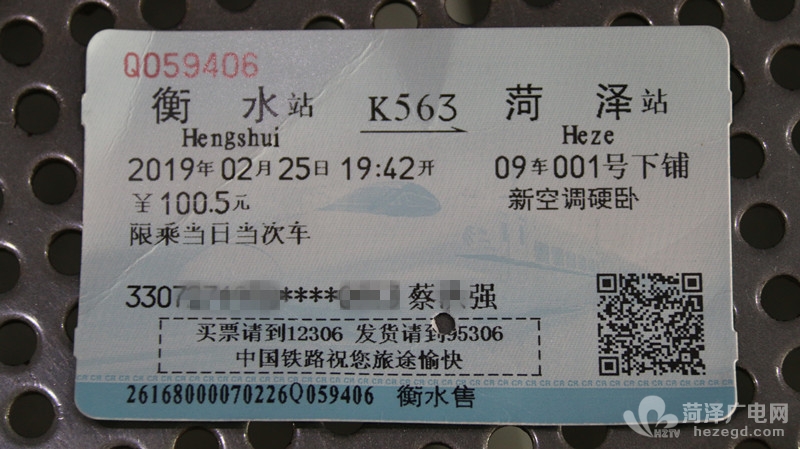 Q059406
衡 水 站 K563 菏 泽 站
Hengshui Heze
2019年02月25日 19:42开 09车001号下铺
￥100.5元 新空调硬卧
限乘当日当次车
3307 **** 蔡 强
买票请到12306 发货请到95306
中国铁路祝您旅途愉快
26168000070226Q059406 衡水售
菏泽广电网
HZTV hezegd.com